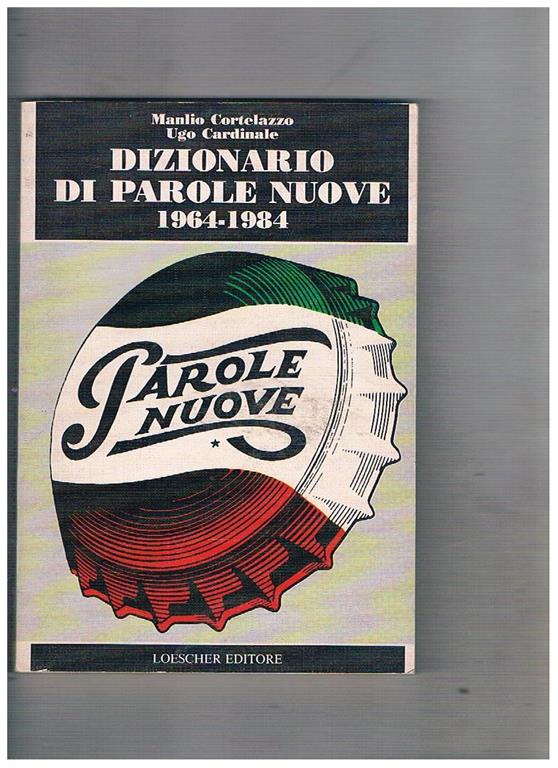 Manlio Cortelazzo
Ugo Cardinale
DIZIONARIO
DI PAROLE NUOVE
1964-1984
PAROLE
NUOVE
LOESCHER EDITORE